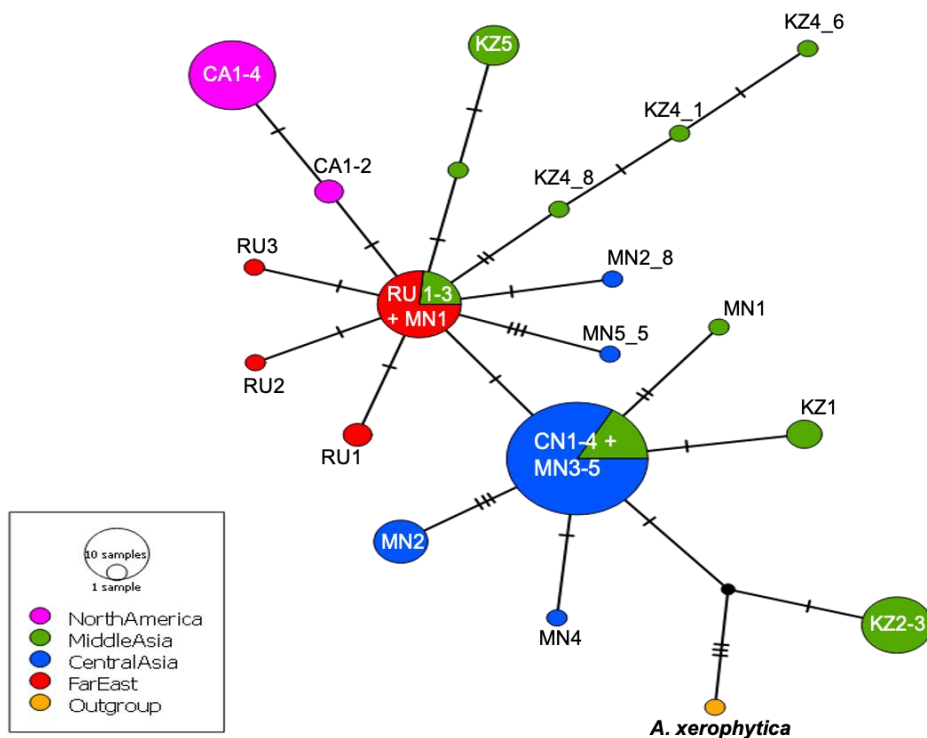 KZ4_6
KZ5
CA1-4
KZ4_1
CA1-2
KZ4_8
RU3
MN2_8
RU 1-3
+ MN1
MN1
MN5_5
RU2
KZ1
RU1
CN1-4 +
MN3-5
MN2
10 samples
1 sample
NorthAmerica
MiddleAsia
CentralAsia
FarEast
Outgroup
MN4
KZ2-3
A. xerophytica